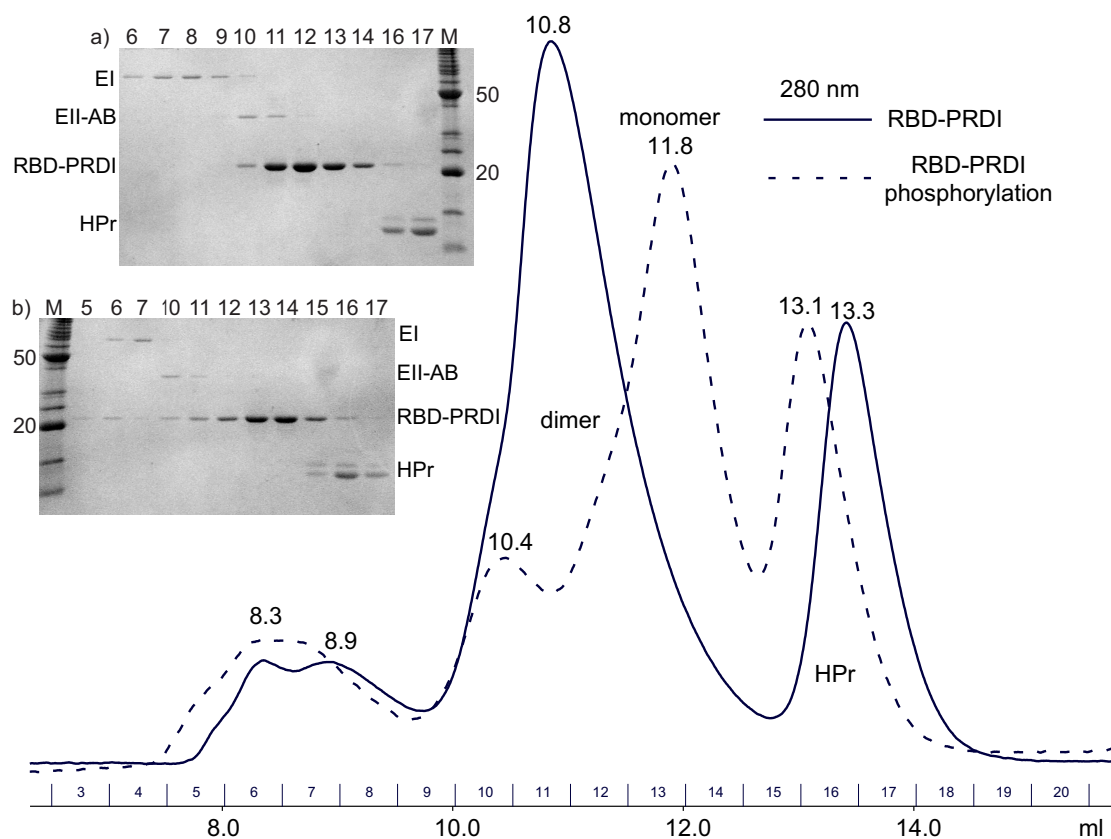 a) 6 7 8 9 10 11 12 13 14 16 17 M
EI
50
EII-AB
RBD-PRDI
20
HPr
b) M 5 6 7 10 11 12 13 14 15 16 17
EI
50
EII-AB
RBD-PRDI
20
HPr
10.8
monomer
11.8
280 nm
RBD-PRDI
RBD-PRDI
phosphorylation
13.1
13.3
dimer
10.4
8.3
8.9
HPr
3 4 5 6 7 8 9 10 11 12 13 14 15 16 17 18 19 20
8.0 10.0 12.0 14.0 ml